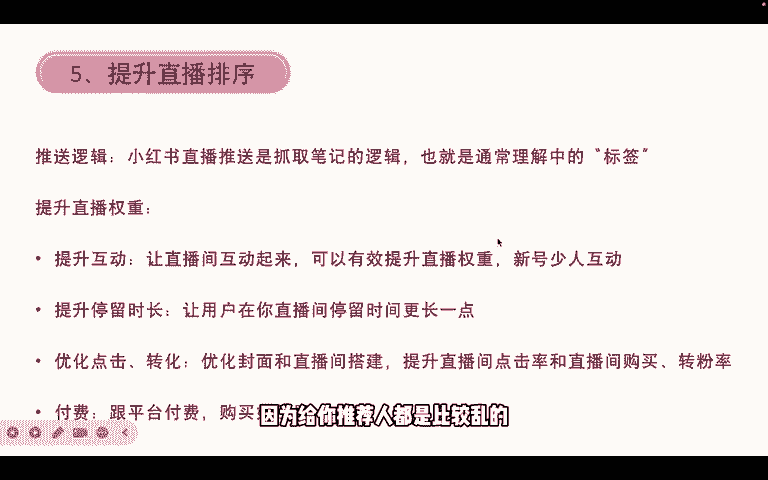 5、提升直播排序
推送逻辑：小红书直播推送是抓取笔记的逻辑，也就是通常理解中的“标签”
提升直播权重：
• 提升互动：让直播间互动起来，可以有效提升直播权重，新号少人互动
• 提升停留时长：让用户在你直播间停留时间更长一点
• 优化点击、转化：优化封面和直播间搭建，提升直播间点击率和直播间购买、转粉率
• 付费：跟平台付费，购买
因为给你推荐人都是比较乱的